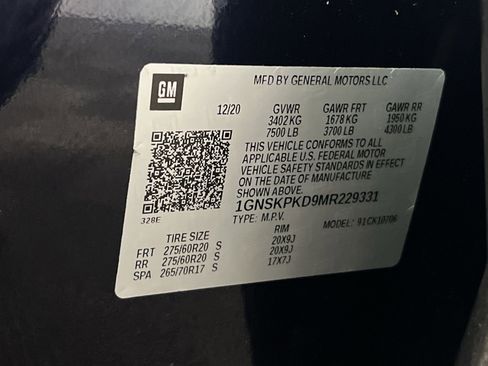 GM
MFD BY GENERAL MOTORS LLC
12/20 GVWR GAWR FRT GAWR RR
3402 KG 1678 KG 1950 KG
7500 LB 3700 LB 4300 LB
THIS VEHICLE CONFORMS TO ALL
APPLICABLE U.S. FEDERAL MOTOR
VEHICLE SAFETY STANDARDS IN EFFECT
ON THE DATE OF MANUFACTURE
SHOWN ABOVE.
1GNSKPKD9MR229331
328E
TYPE: M.P.V. MODEL: 91CK10706
TIRE SIZE RIM
FRT 275/60R20 S 20X9J
RR 275/60R20 S 20X9J
SPA 265/70R17 S 17X7J